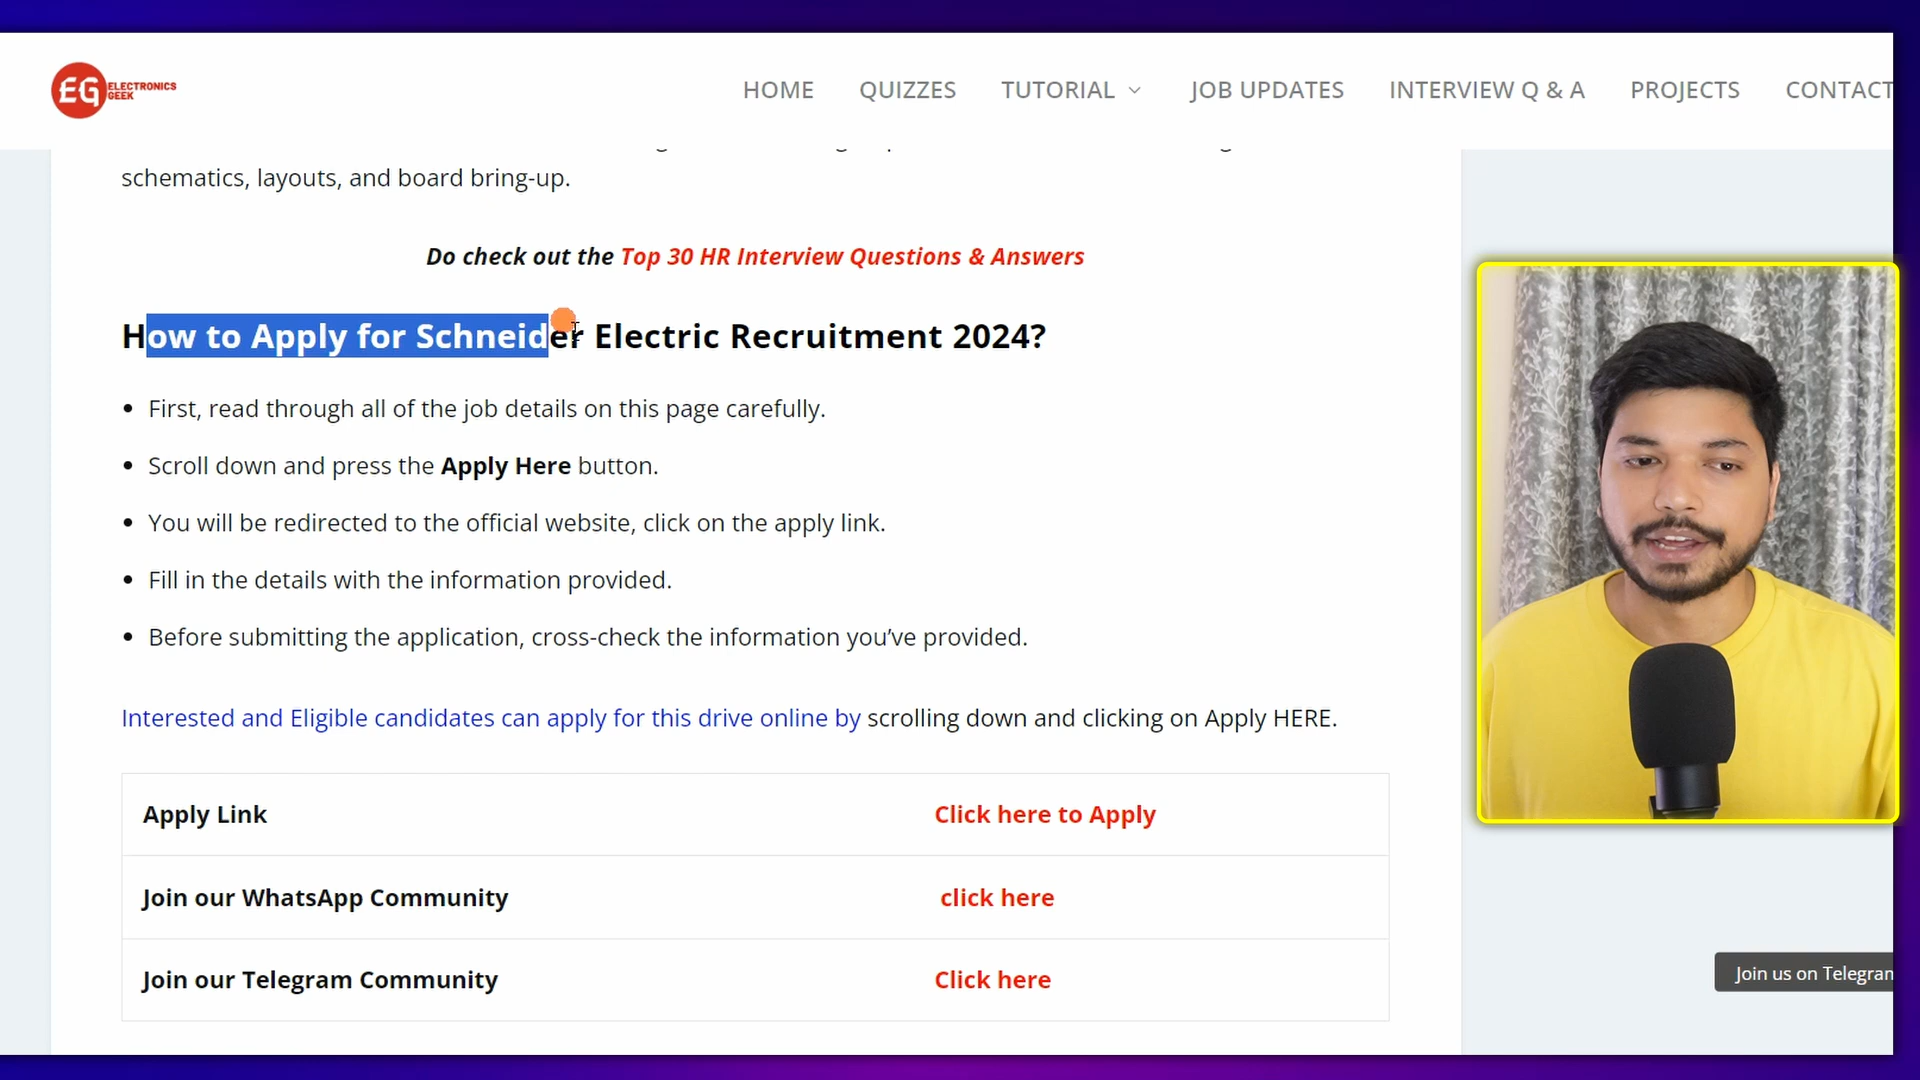 EG ELECTRONICS GEEK
HOME QUIZZES TUTORIAL JOB UPDATES INTERVIEW Q & A PROJECTS CONTACT
schematics, layouts, and board bring-up.
Do check out the Top 30 HR Interview Questions & Answers
How to Apply for Schneider Electric Recruitment 2024?
First, read through all of the job details on this page carefully.
Scroll down and press the Apply Here button.
You will be redirected to the official website, click on the apply link.
Fill in the details with the information provided.
Before submitting the application, cross-check the information you’ve provided.
Interested and Eligible candidates can apply for this drive online by scrolling down and clicking on Apply HERE.
Apply Link Click here to Apply
Join our WhatsApp Community click here
Join our Telegram Community Click here
Join us on Telegram